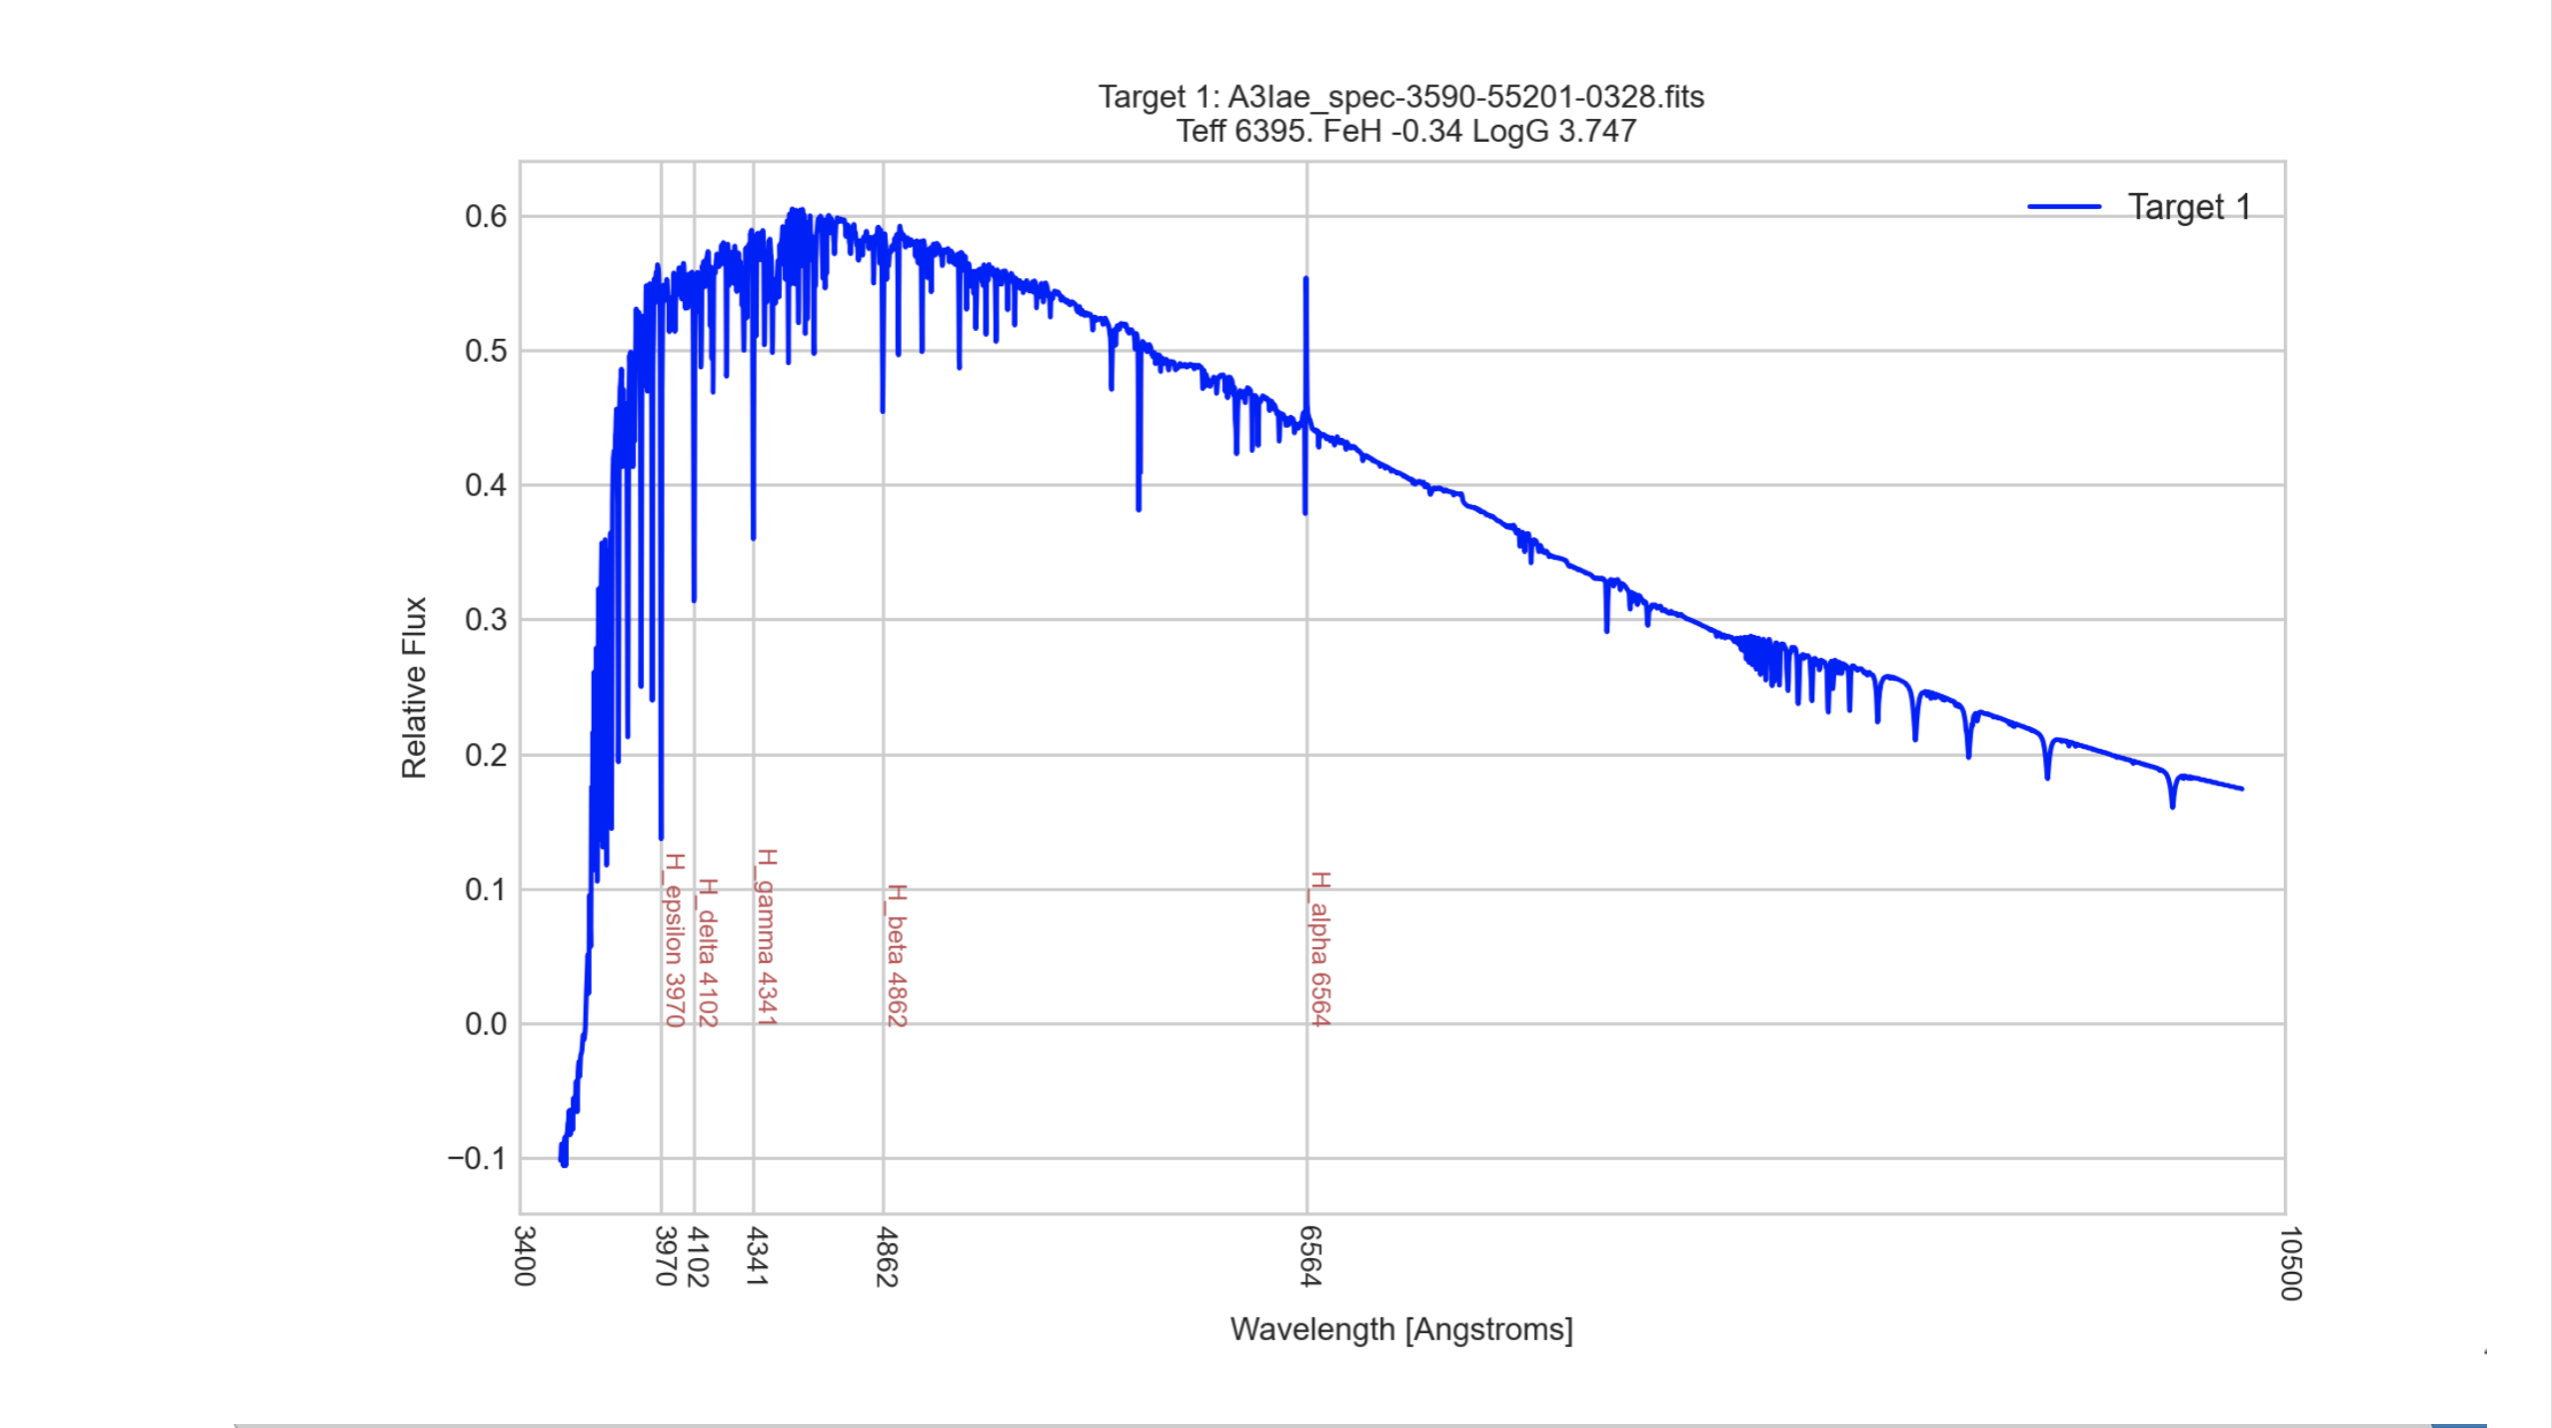 Target 1: A3Iae_spec-3590-55201-0328.fits
Teff 6395. FeH -0.34 LogG 3.747
Target 1
Relative Flux
0.6
0.5
0.4
0.3
0.2
0.1
0.0
−0.1
H_epsilon 3970
H_delta 4102
H_gamma 4341
H_beta 4862
H_alpha 6564
3400
3970
4102
4341
4862
6564
10500
Wavelength [Angstroms]